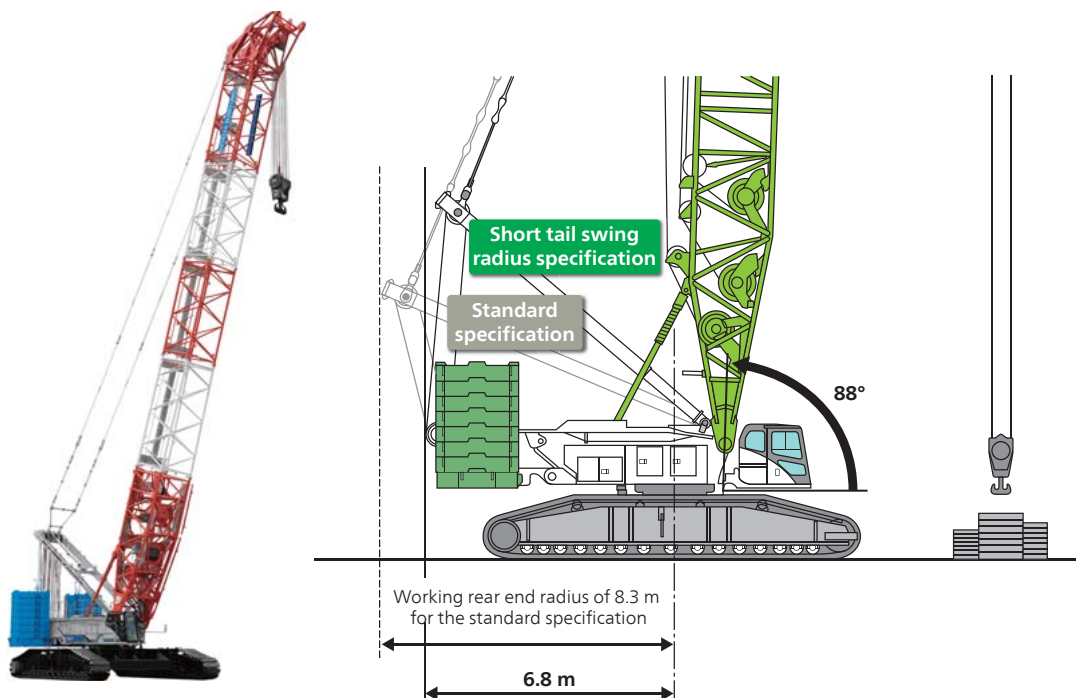 Short tail swing
radius specification
Standard
specification
88°
Working rear end radius of 8.3 m
for the standard specification
6.8 m